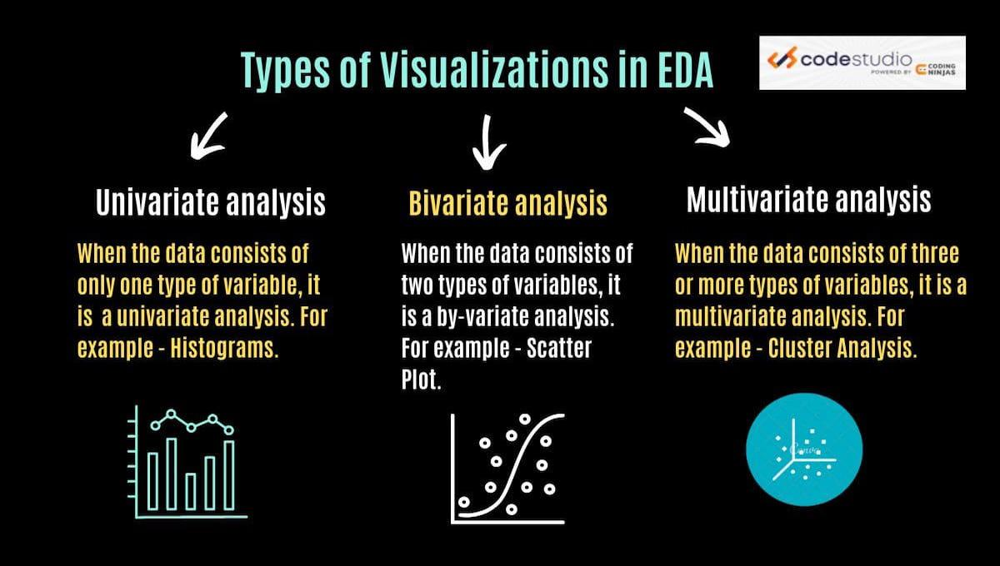 Types of Visualizations in EDA
codestudio
POWERED BY CODING NINJAS
Univariate analysis
When the data consists of
only one type of variable, it
is a univariate analysis. For
example - Histograms.
Bivariate analysis
When the data consists of
two types of variables, it
is a by-variate analysis.
For example - Scatter
Plot.
Multivariate analysis
When the data consists of three
or more types of variables, it is a
multivariate analysis. For
example - Cluster Analysis.
Canva